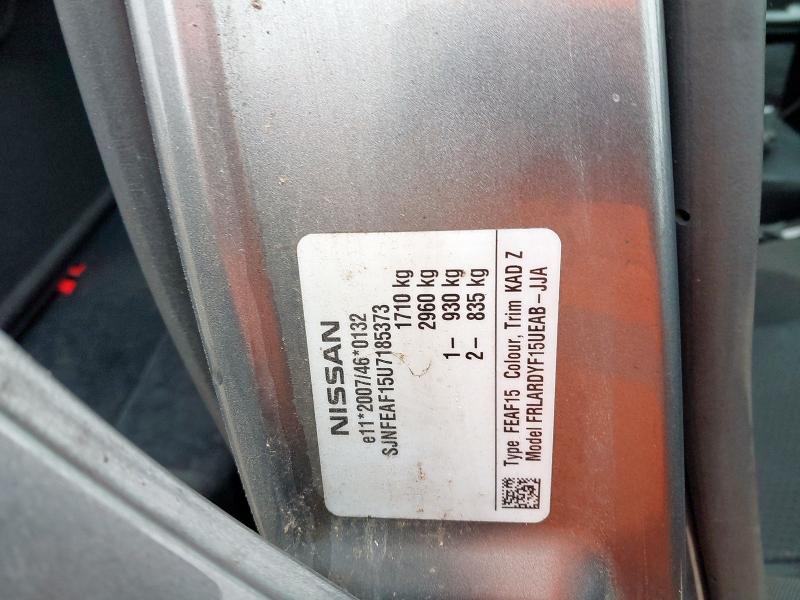 NISSAN
e11*2007/46*0132
SJNFEAF15U7185373
1710 kg
2960 kg
1- 930 kg
2- 835 kg
Type FEAF15 Colour, Trim KAD Z
Model FRLARDYF15UEAB-JJA